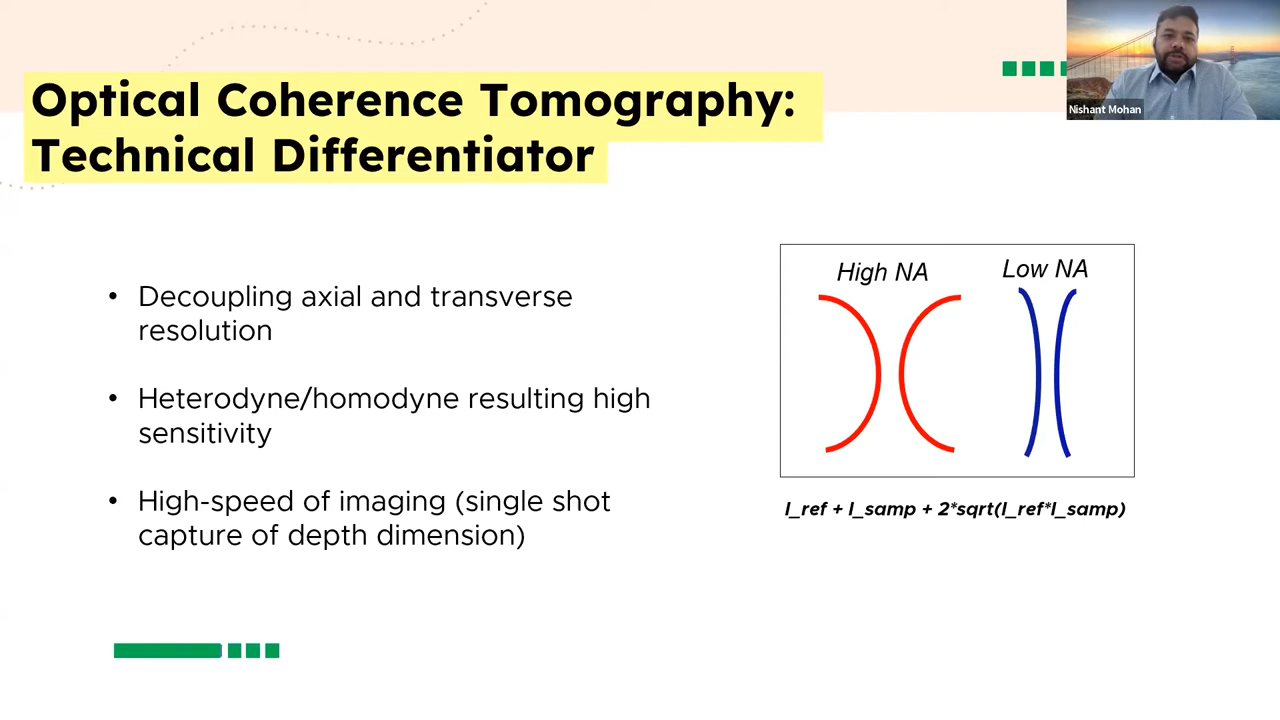 Optical Coherence Tomography:
Technical Differentiator
Nishant Mohan
• Decoupling axial and transverse
resolution
• Heterodyne/homodyne resulting high
sensitivity
• High-speed of imaging (single shot
capture of depth dimension)
High NA
Low NA
I_ref + I_samp + 2*sqrt(I_ref*I_samp)